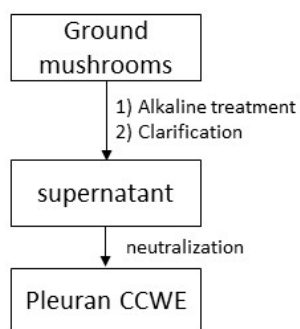 Ground
mushrooms
1) Alkaline treatment
2) Clarification
supernatant
neutralization
Pleuran CCWE